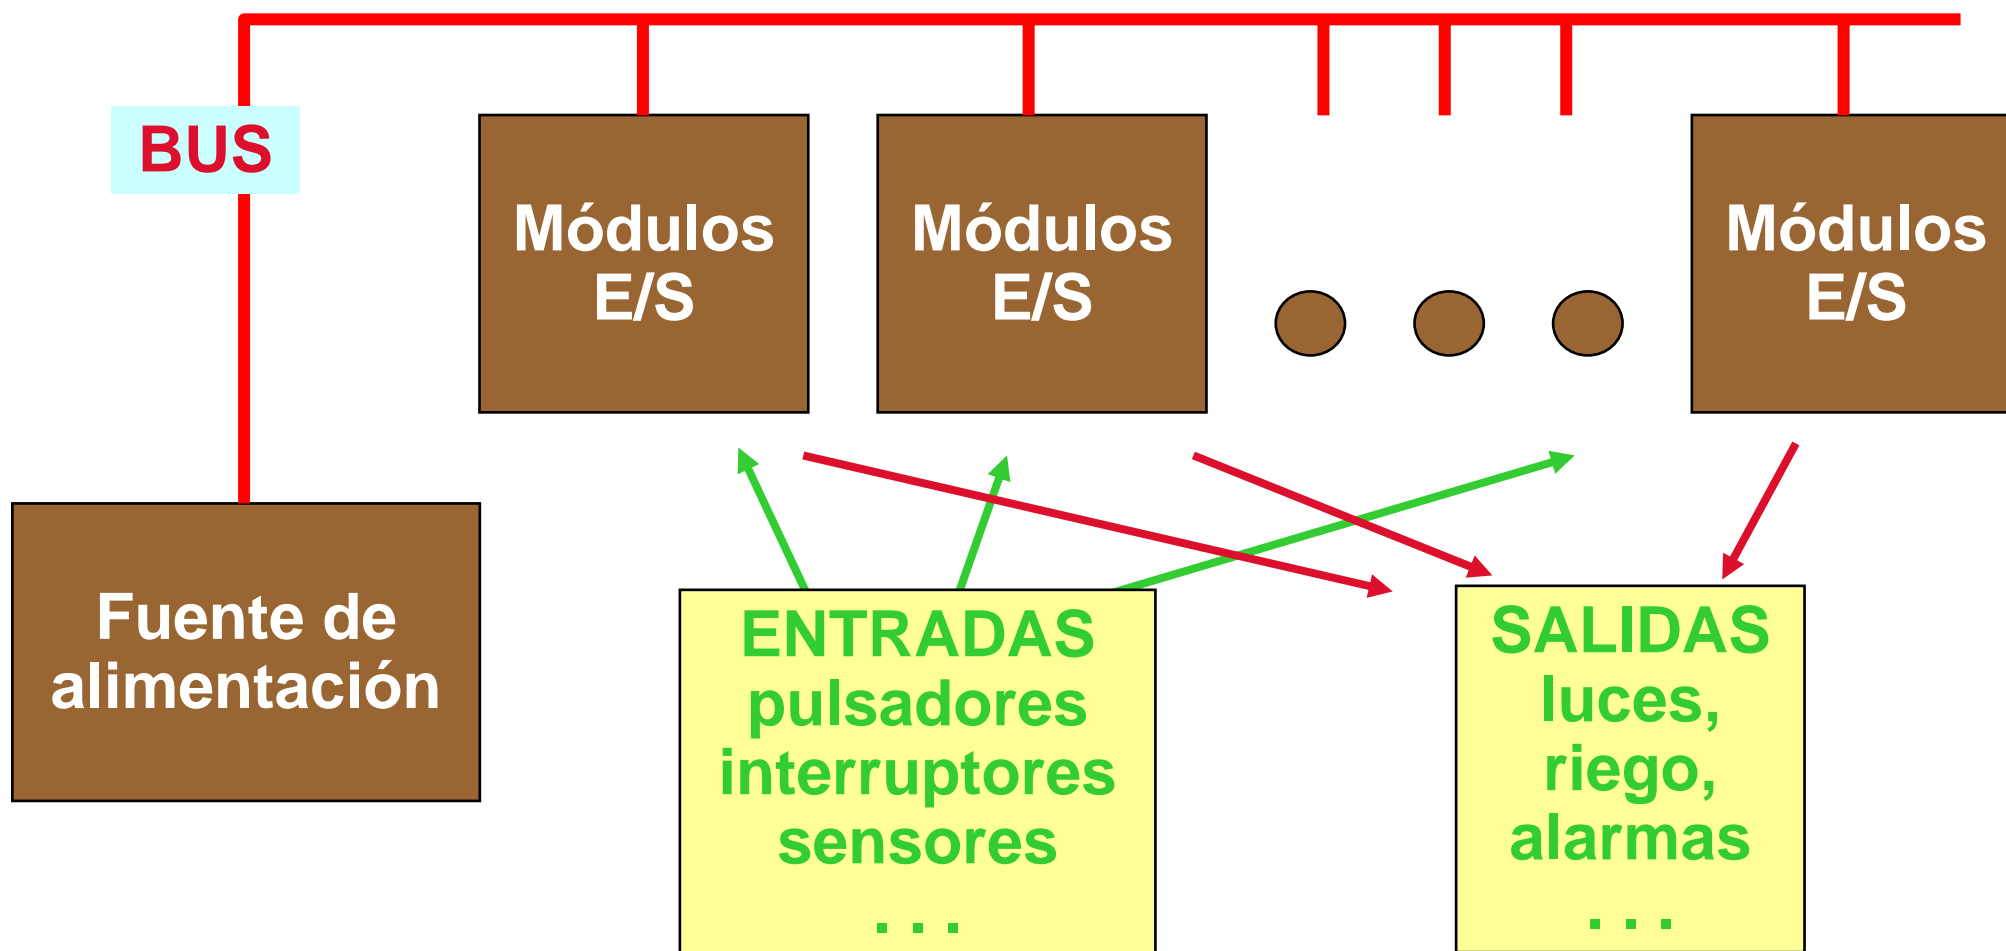 BUS
Módulos
E/S
Módulos
E/S
Módulos
E/S
Fuente de
alimentación
ENTRADAS
pulsadores
interruptores
sensores
. . .
SALIDAS
luces,
riego,
alarmas
. . .